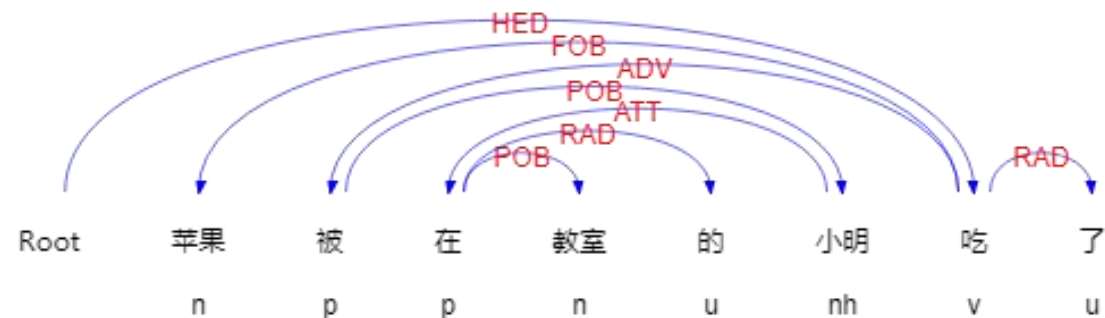 HED
FOB
ADV
POB
ATT
RAD
POB RAD
Root 苹果 被 在 教室 的 小明 吃 了
n p p n u nh v u